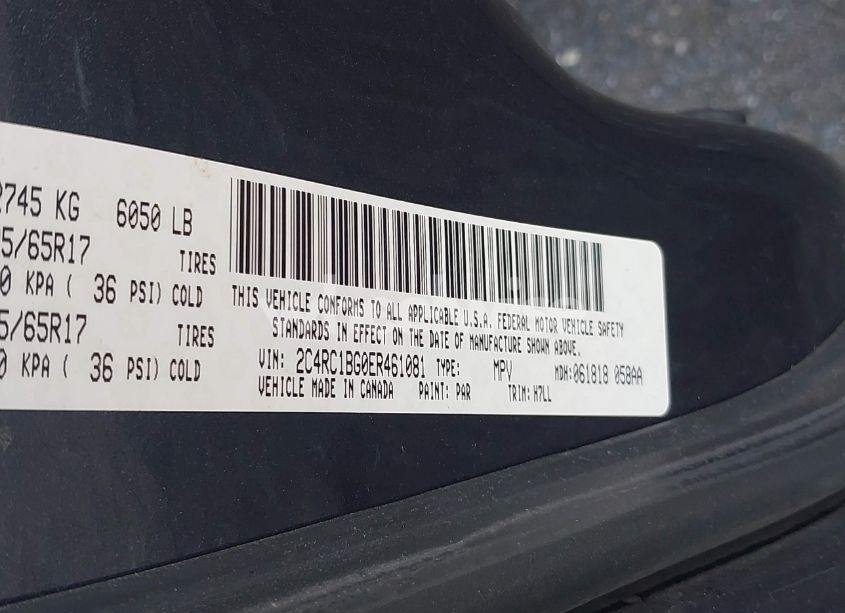 2745 KG 6050 LB
5/65R17 TIRES
0 KPA ( 36 PSI) COLD
5/65R17 TIRES
0 KPA ( 36 PSI) COLD
THIS VEHICLE CONFORMS TO ALL APPLICABLE U.S.A. FEDERAL MOTOR VEHICLE SAFETY
STANDARDS IN EFFECT ON THE DATE OF MANUFACTURE SHOWN ABOVE.
VIN: 2C4RC1BG0ER461081 TYPE: MPV MDH:061818 058AA
VEHICLE MADE IN CANADA PAINT: PAR TRIM: H7LL